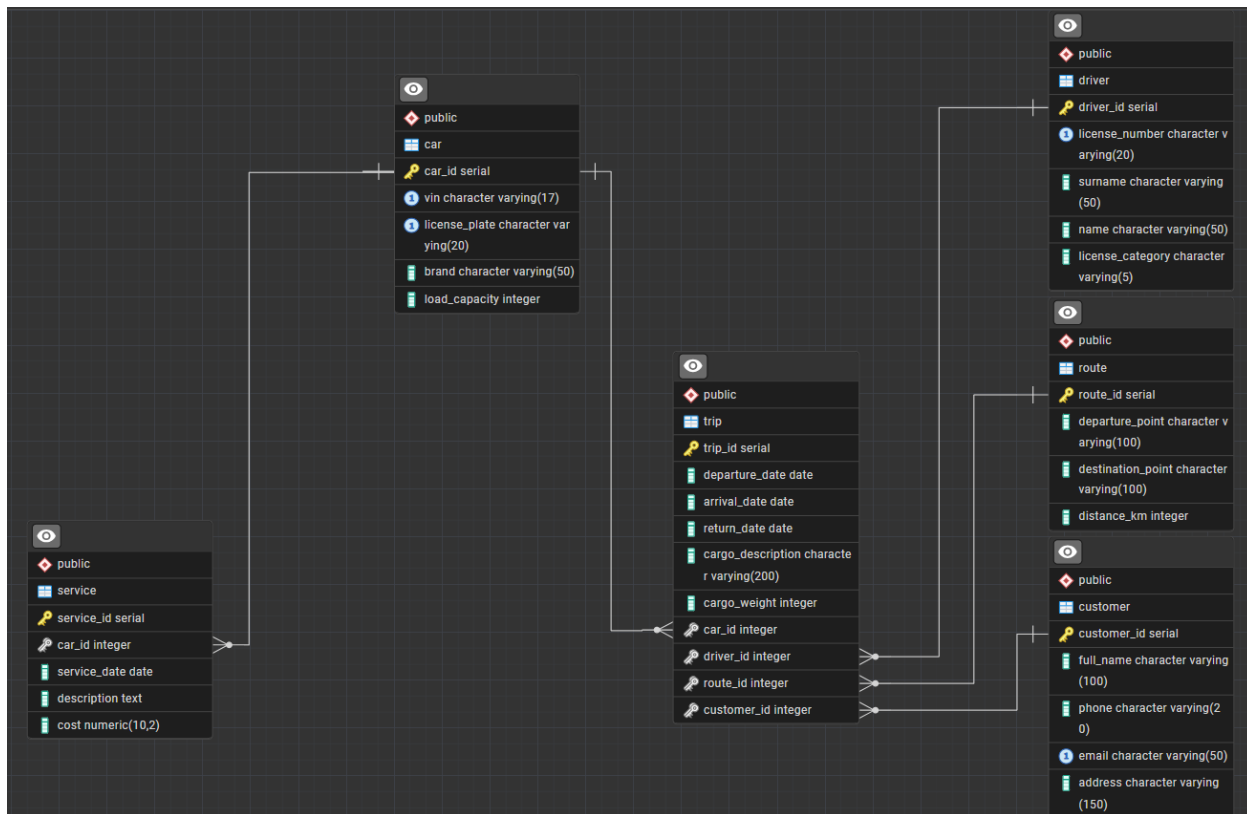 public
car
car_id serial
vin character varying(17)
license_plate character var
ying(20)
brand character varying(50)
load_capacity integer
public
service
service_id serial
car_id integer
service_date date
description text
cost numeric(10,2)
public
trip
trip_id serial
departure_date date
arrival_date date
return_date date
cargo_description characte
r varying(200)
cargo_weight integer
car_id integer
driver_id integer
route_id integer
customer_id integer
public
driver
driver_id serial
1 license_number character v
arying(20)
surname character varying
(50)
name character varying(50)
license_category character
varying(5)
public
route
route_id serial
departure_point character v
arying(100)
destination_point character
varying(100)
distance_km integer
public
customer
customer_id serial
full_name character varying
(100)
phone character varying(2
0)
email character varying(50)
address character varying
(150)